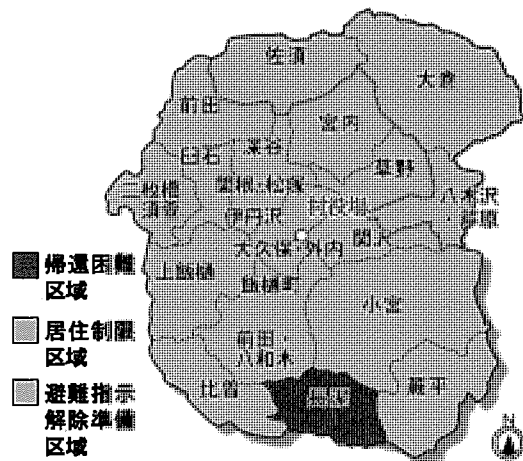 佐須
大倉
前田
宮内
深谷
臼石
草野
関根・松塚
二枚橋
須萱
八木沢
・芦原
村役場
伊丹沢
関沢
大久保・外内
上飯樋
飯樋町
小宮
前田・
八和木
比曽
長泥
蕨平
帰還困難
区域
居住制限
区域
避難指示
解除準備
区域
北